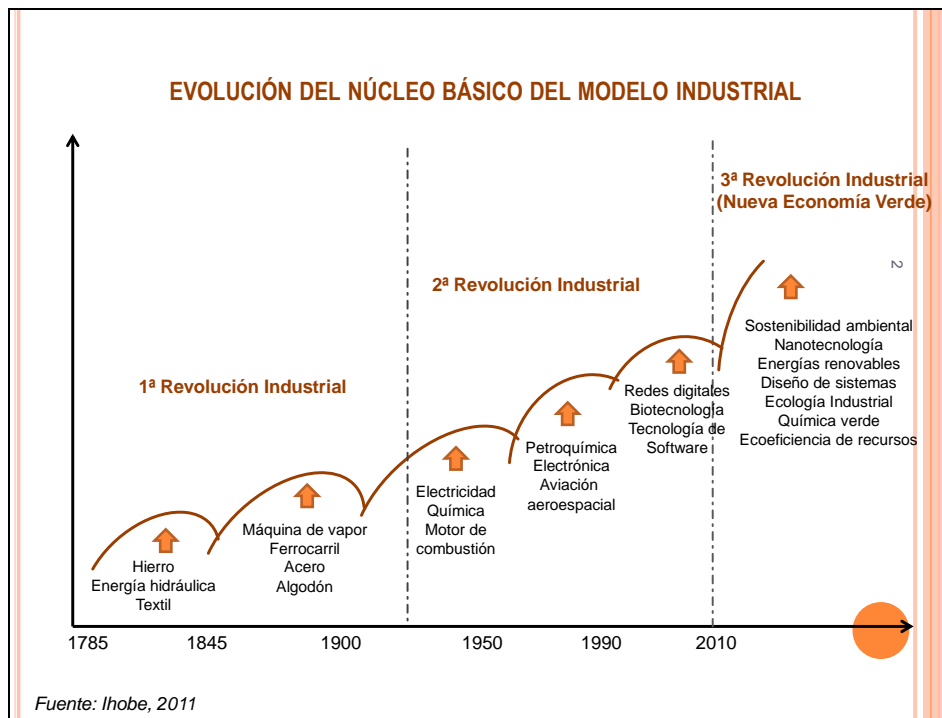 EVOLUCIÓN DEL NÚCLEO BÁSICO DEL MODELO INDUSTRIAL
3ª Revolución Industrial
(Nueva Economía Verde)
2
2ª Revolución Industrial
1ª Revolución Industrial
Hierro
Energía hidráulica
Textil
Máquina de vapor
Ferrocarril
Acero
Algodón
Electricidad
Química
Motor de
combustión
Petroquímica
Electrónica
Aviación
aeroespacial
Redes digitales
Biotecnología
Tecnología de
Software
Sostenibilidad ambiental
Nanotecnología
Energías renovables
Diseño de sistemas
Ecología Industrial
Química verde
Ecoeficiencia de recursos
1785 1845 1900 1950 1990 2010
Fuente: Ihobe, 2011